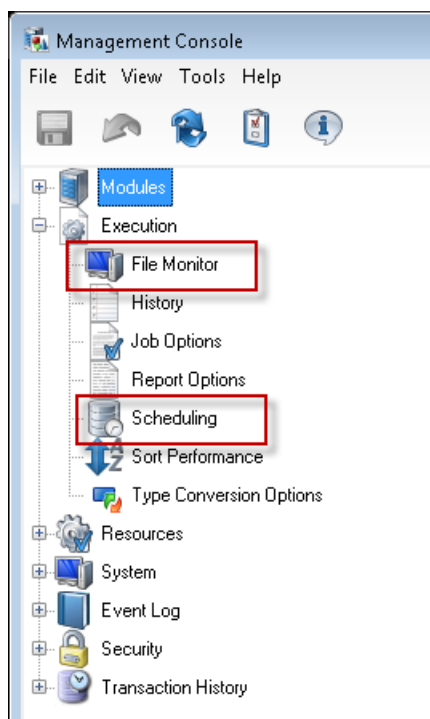 Management Console
File Edit View Tools Help
Modules
Execution
File Monitor
History
Job Options
Report Options
Scheduling
Sort Performance
Type Conversion Options
Resources
System
Event Log
Security
Transaction History